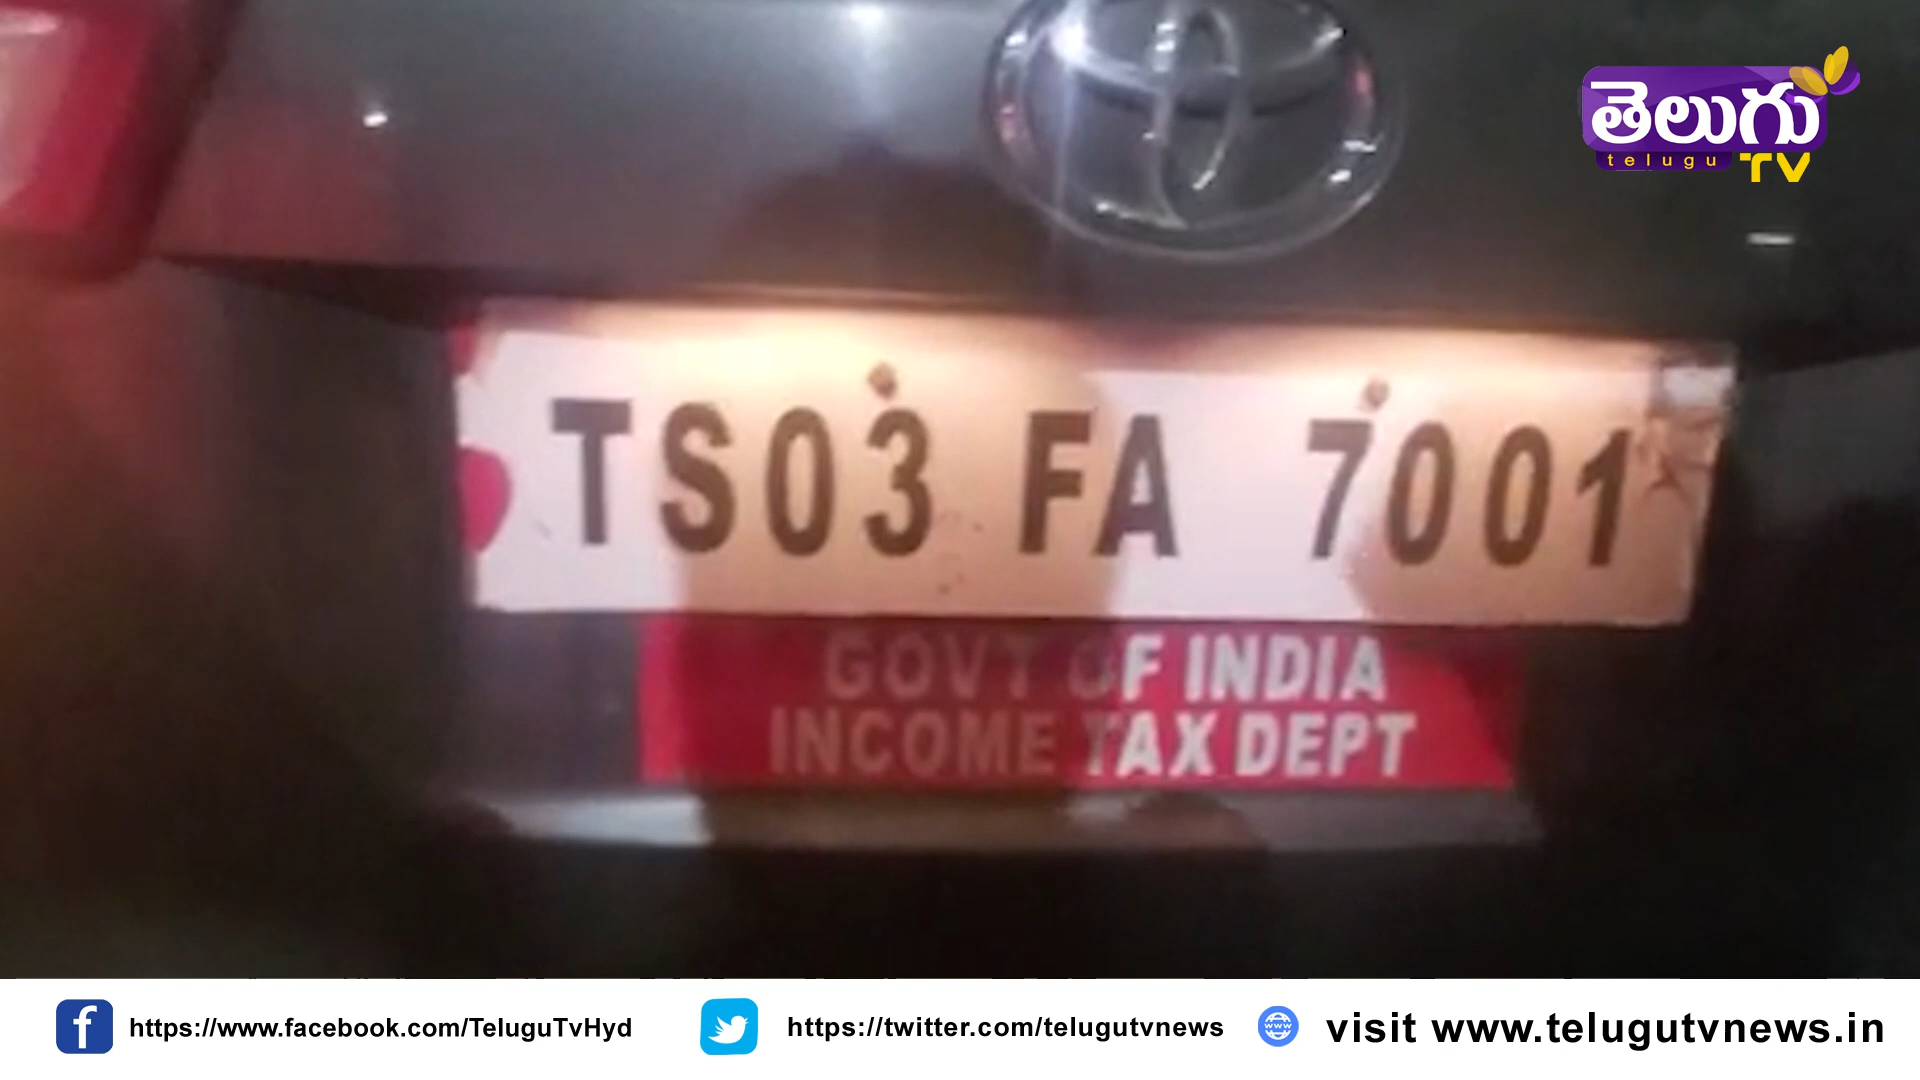 తెలుగు
telugu
TV
TS03 FA 7001
GOVT OF INDIA
INCOME TAX DEPT
https://www.facebook.com/TeluguTvHyd
https://twitter.com/telugutvnews
www
visit www.telugutvnews.in